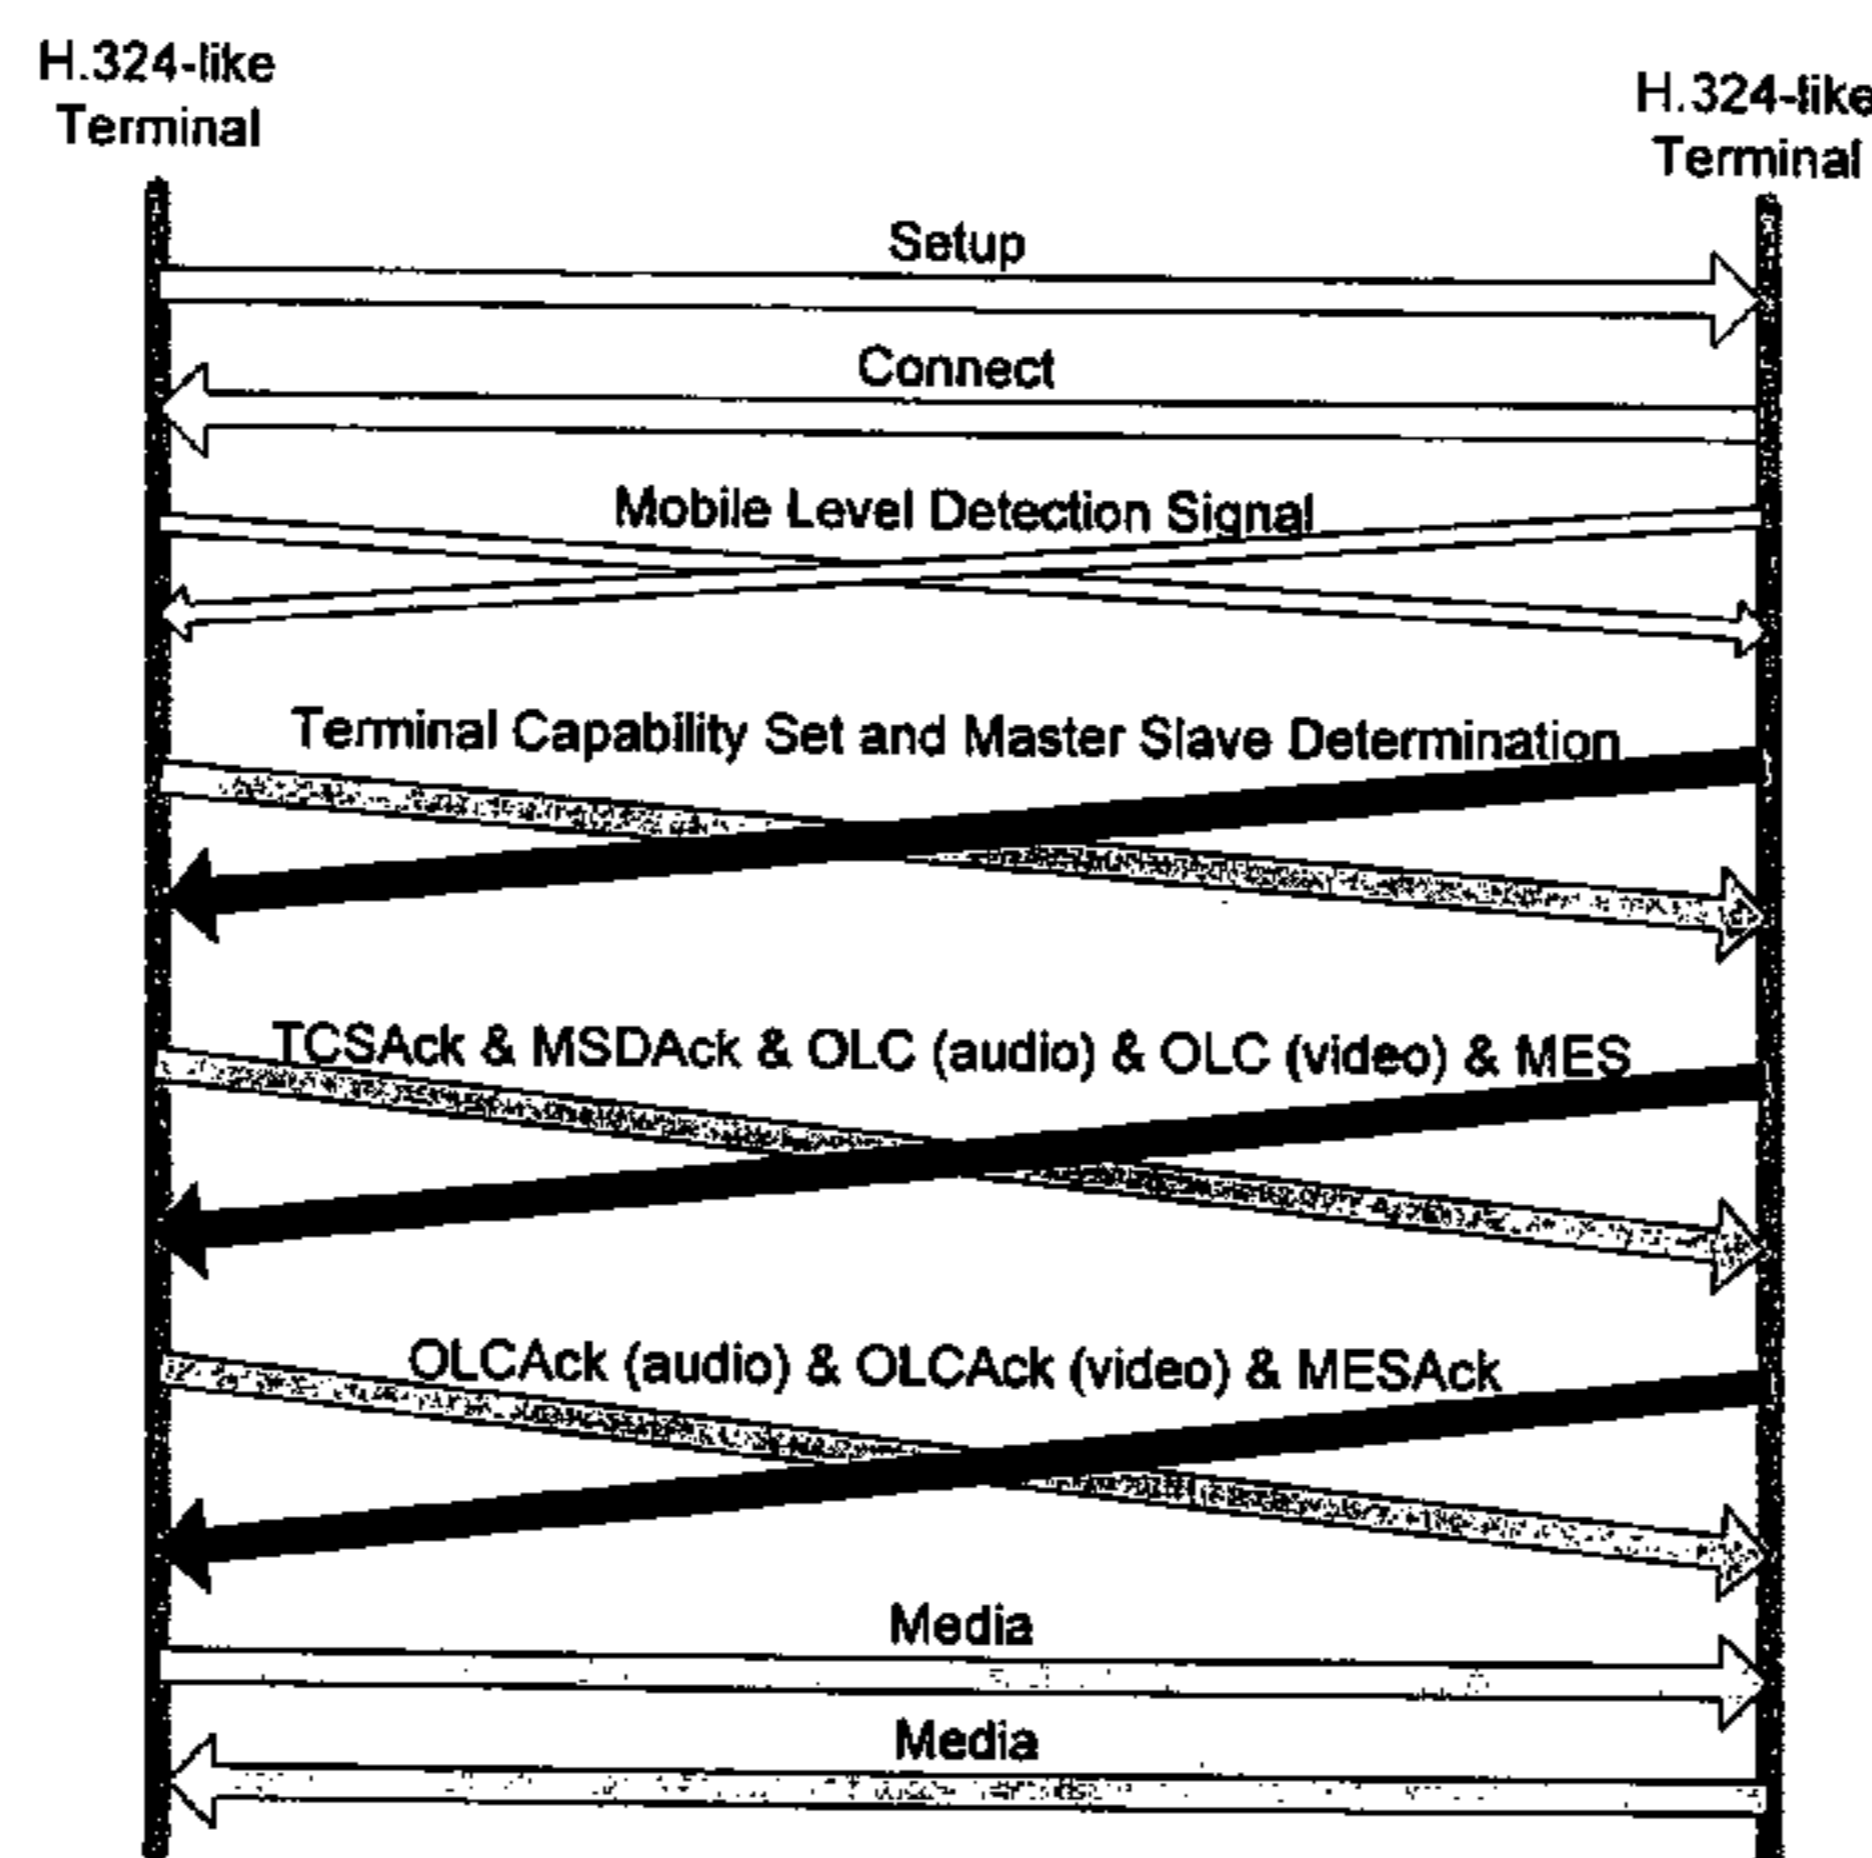 H.324-like
Terminal
H.324-like
Terminal
Setup
Connect
Mobile Level Detection Signal
Terminal Capability Set and Master Slave Determination
TCSAck & MSDAck & OLC (audio) & OLC (video) & MES
OLCAck (audio) & OLCAck (video) & MESAck
Media
Media